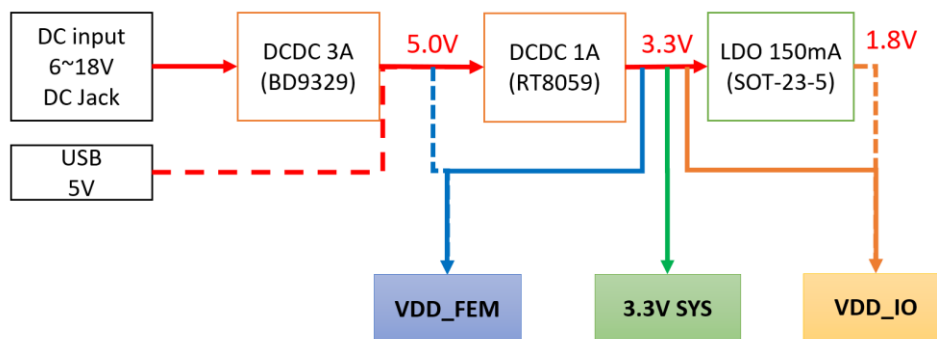 DC input
6~18V
DC Jack
DCDC 3A
(BD9329)
5.0V
DCDC 1A
(RT8059)
3.3V
LDO 150mA
(SOT-23-5)
1.8V
USB
5V
VDD_FEM
3.3V SYS
VDD_IO